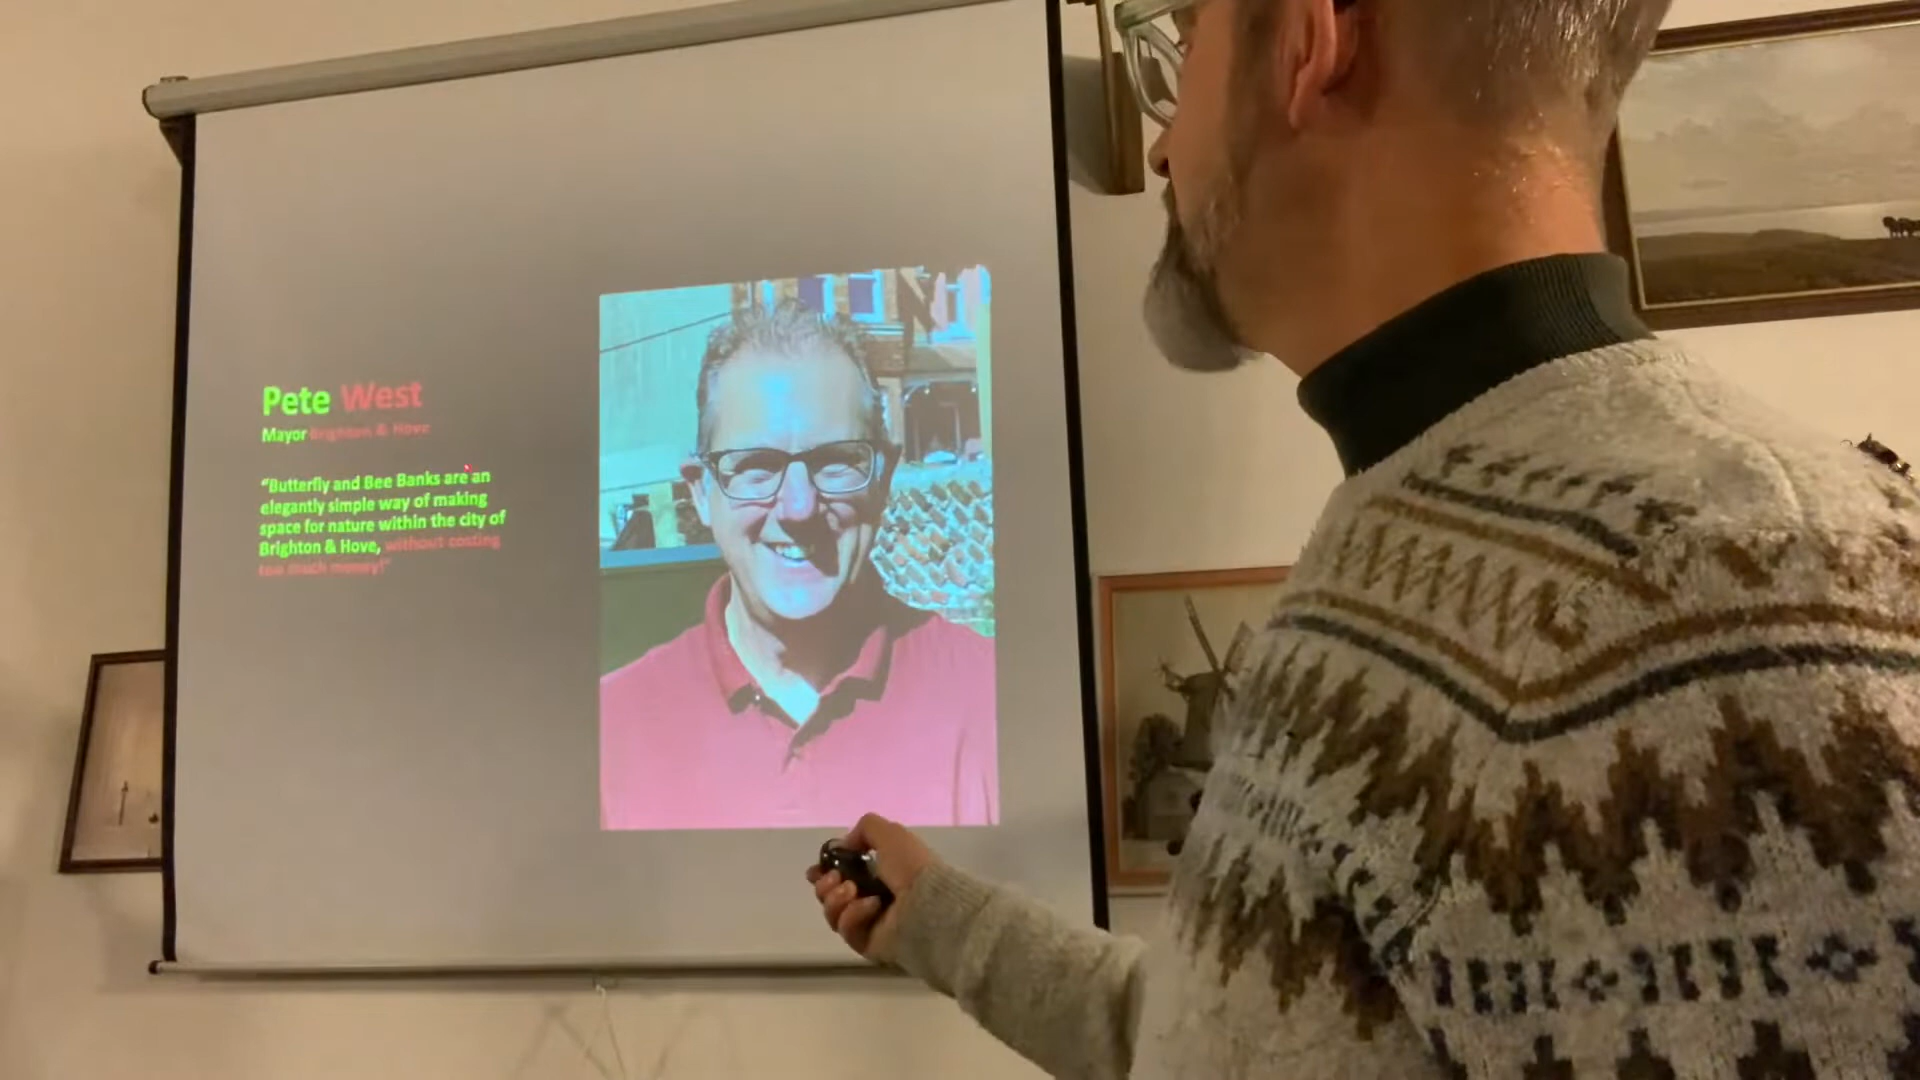 Pete West
Mayor Brighton & Hove
“Butterfly and Bee Banks are an
elegantly simple way of making
space for nature within the city of
Brighton & Hove, without costing
too much money!”